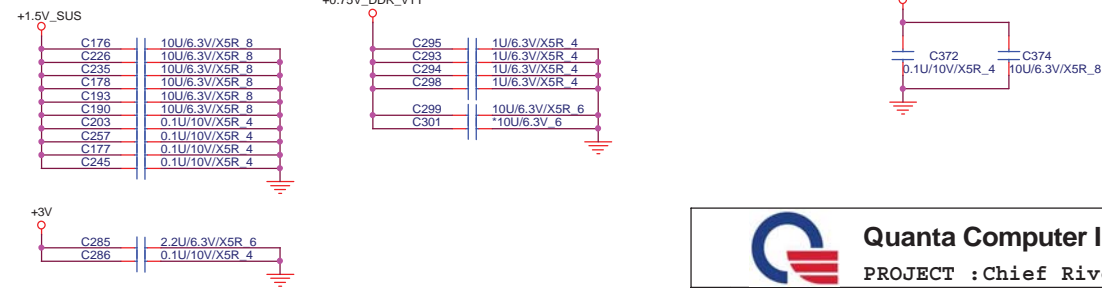 +1.5V_SUS
C176 10U/6.3V/X5R_8
C226 10U/6.3V/X5R_8
C235 10U/6.3V/X5R_8
C178 10U/6.3V/X5R_8
C193 10U/6.3V/X5R_8
C190 10U/6.3V/X5R_8
C203 0.1U/10V/X5R_4
C257 0.1U/10V/X5R_4
C177 0.1U/10V/X5R_4
C245 0.1U/10V/X5R_4
+0.75V_DDR_VTT
C295 1U/6.3V/X5R_4
C293 1U/6.3V/X5R_4
C294 1U/6.3V/X5R_4
C298 1U/6.3V/X5R_4
C299 10U/6.3V/X5R_6
C301 *10U/6.3V_6
C372
0.1U/10V/X5R_4
C374
10U/6.3V/X5R_8
+3V
C285 2.2U/6.3V/X5R_6
C286 0.1U/10V/X5R_4
Quanta Computer I
PROJECT :Chief Riv